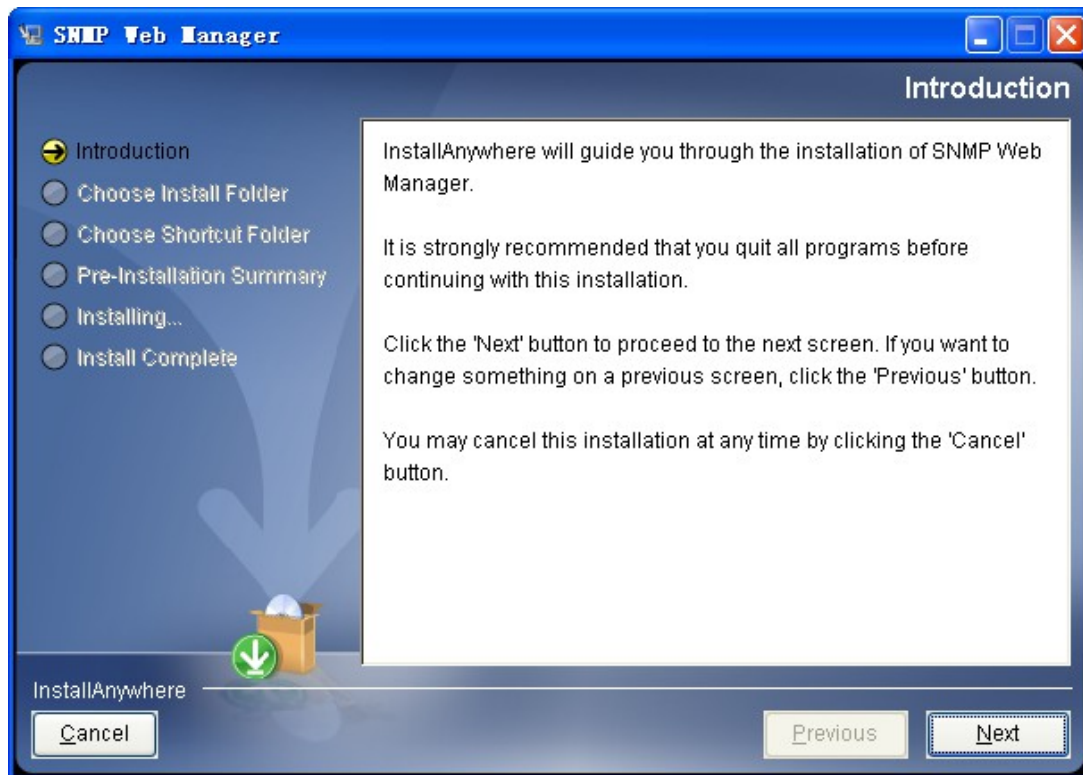 SNMP Web Manager
Introduction
Introduction
Choose Install Folder
Choose Shortcut Folder
Pre-Installation Summary
Installing...
Install Complete
InstallAnywhere will guide you through the installation of SNMP Web
Manager.
It is strongly recommended that you quit all programs before
continuing with this installation.
Click the 'Next' button to proceed to the next screen. If you want to
change something on a previous screen, click the 'Previous' button.
You may cancel this installation at any time by clicking the 'Cancel'
button.
InstallAnywhere
Cancel
Previous
Next